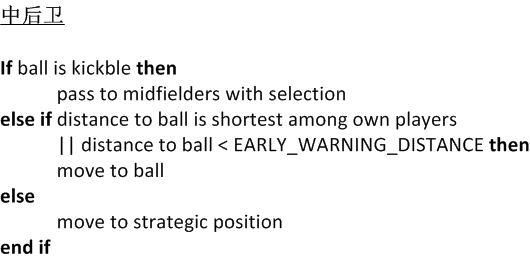 中后卫
If ball is kickble then
pass to midfielders with selection
else if distance to ball is shortest among own players
|| distance to ball < EARLY_WARNING_DISTANCE then
move to ball
else
move to strategic position
end if